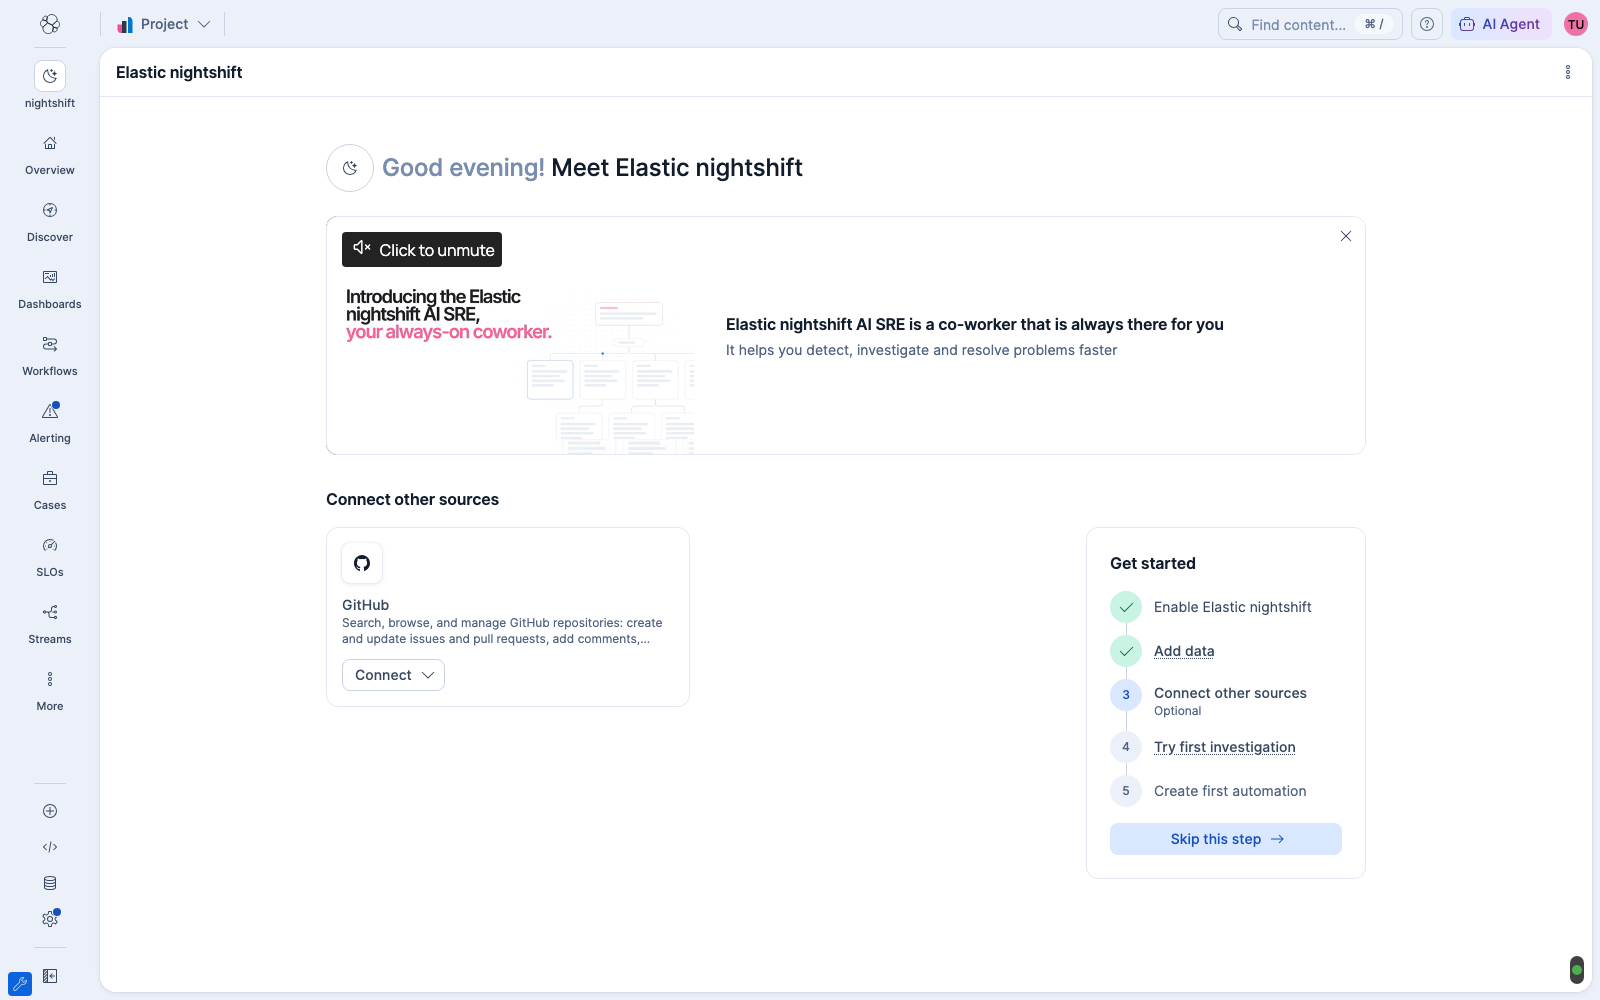 Project
Find content...
⌘ /
AI Agent
TU
nightshift
Overview
Discover
Dashboards
Workflows
Alerting
Cases
SLOs
Streams
More
Elastic nightshift
Good evening! Meet Elastic nightshift
Click to unmute
Introducing the Elastic
nightshift AI SRE,
your always-on coworker.
Elastic nightshift AI SRE is a co-worker that is always there for you
It helps you detect, investigate and resolve problems faster
Connect other sources
GitHub
Search, browse, and manage GitHub repositories: create
and update issues and pull requests, add comments,...
Connect
Get started
Enable Elastic nightshift
Add data
3 Connect other sources
Optional
4 Try first investigation
5 Create first automation
Skip this step